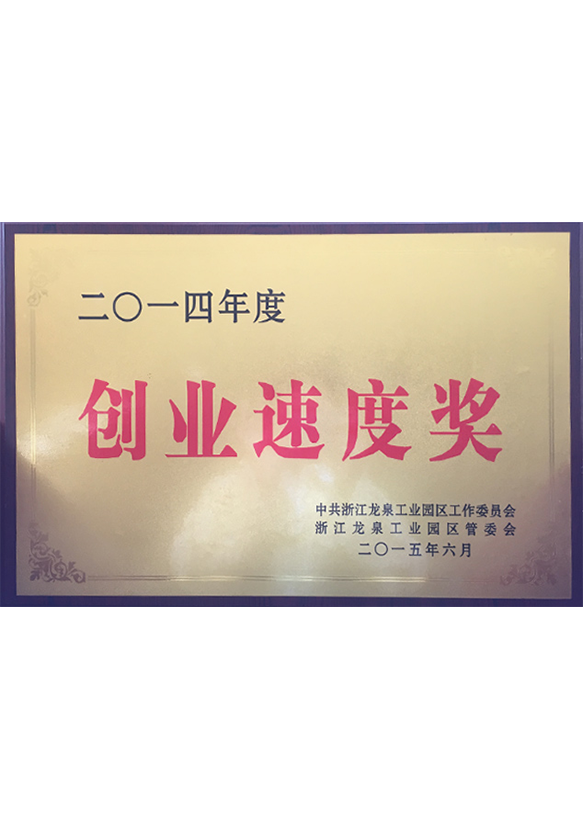 二〇一四年度
创业速度奖
中共浙江龙泉工业园区工作委员会
浙江龙泉工业园区管委会
二〇一五年六月